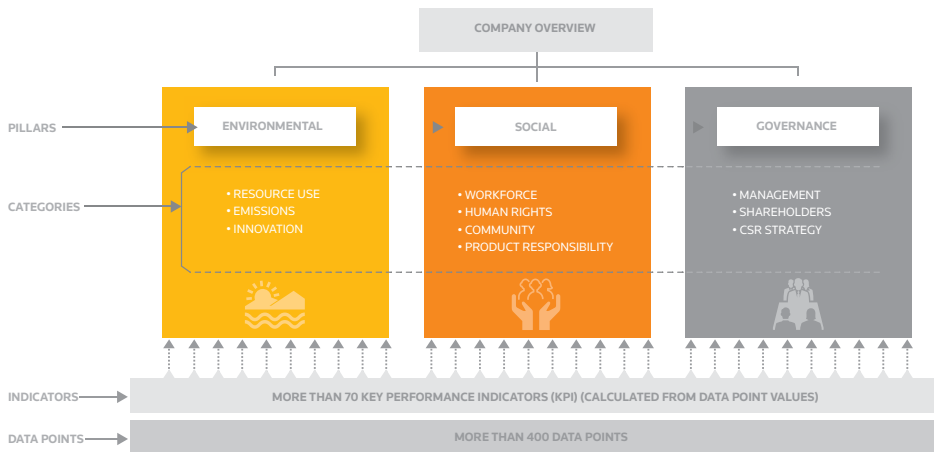 COMPANY OVERVIEW
PILLARS
ENVIRONMENTAL
SOCIAL
GOVERNANCE
CATEGORIES
• RESOURCE USE
• EMISSIONS
• INNOVATION
• WORKFORCE
• HUMAN RIGHTS
• COMMUNITY
• PRODUCT RESPONSIBILITY
• MANAGEMENT
• SHAREHOLDERS
• CSR STRATEGY
INDICATORS
MORE THAN 70 KEY PERFORMANCE INDICATORS (KPI) (CALCULATED FROM DATA POINT VALUES)
DATA POINTS
MORE THAN 400 DATA POINTS